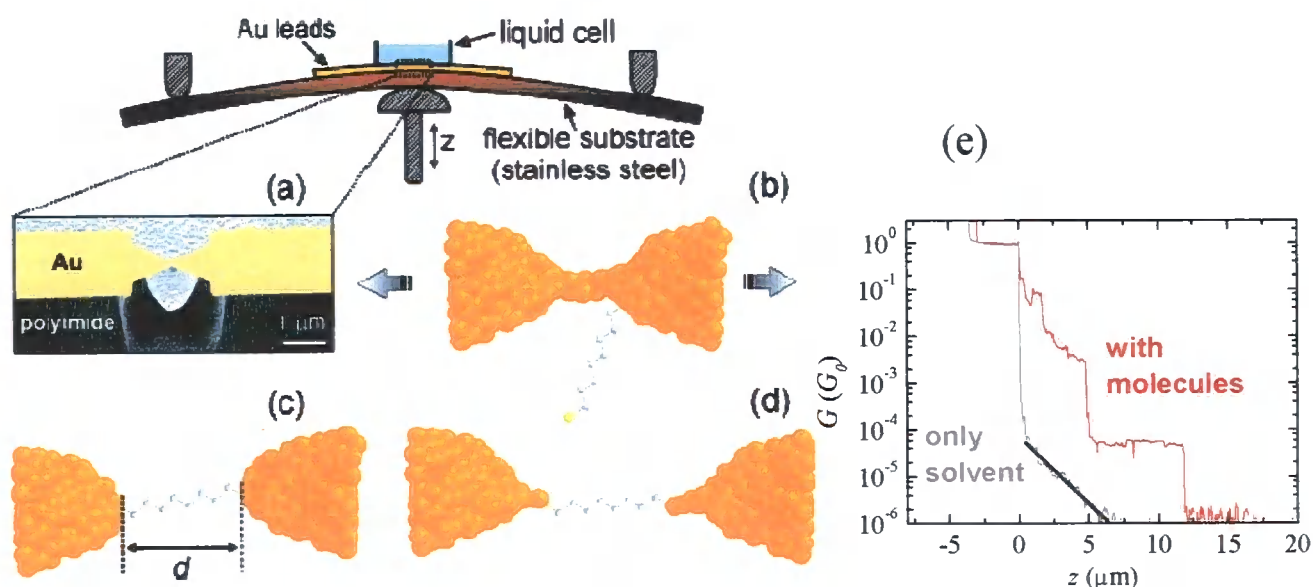 Au leads
liquid cell
z
flexible substrate
(stainless steel)
(a)
Au
polyimide
1 μm
(b)
(c)
d
(d)
(e)
G (G₀)
10⁰
10⁻¹
10⁻²
10⁻³
10⁻⁴
10⁻⁵
10⁻⁶
with
molecules
only
solvent
-5 0 5 10 15 20
z (μm)